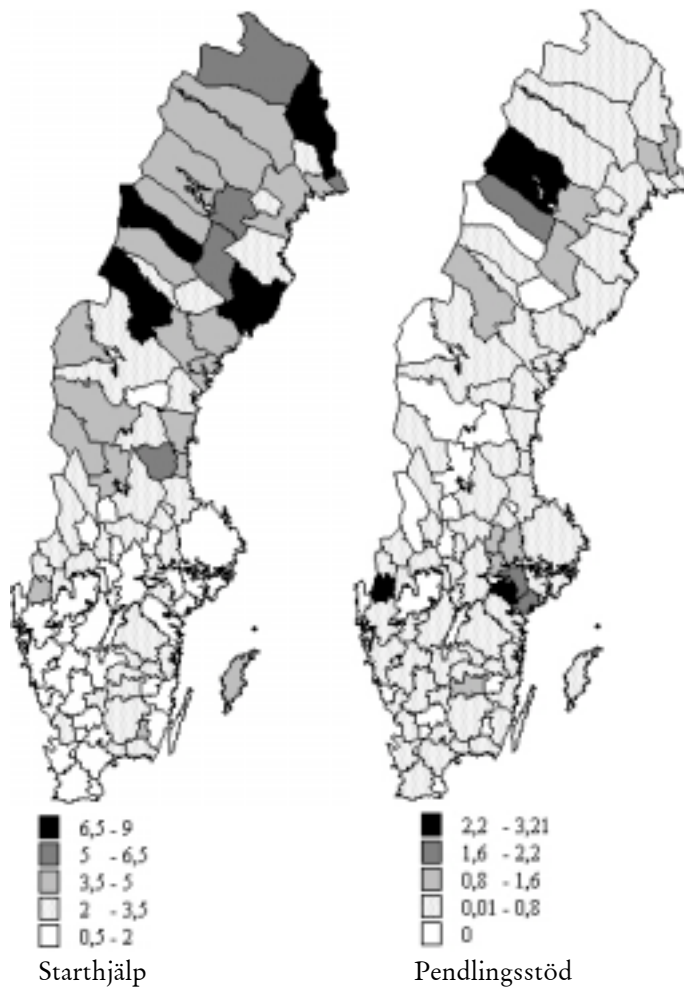 6,5 - 9
5 - 6,5
3,5 - 5
2 - 3,5
0,5 - 2
Starthjälp
2,2 - 3,21
1,6 - 2,2
0,8 - 1,6
0,01 - 0,8
0
Pendlingsstöd